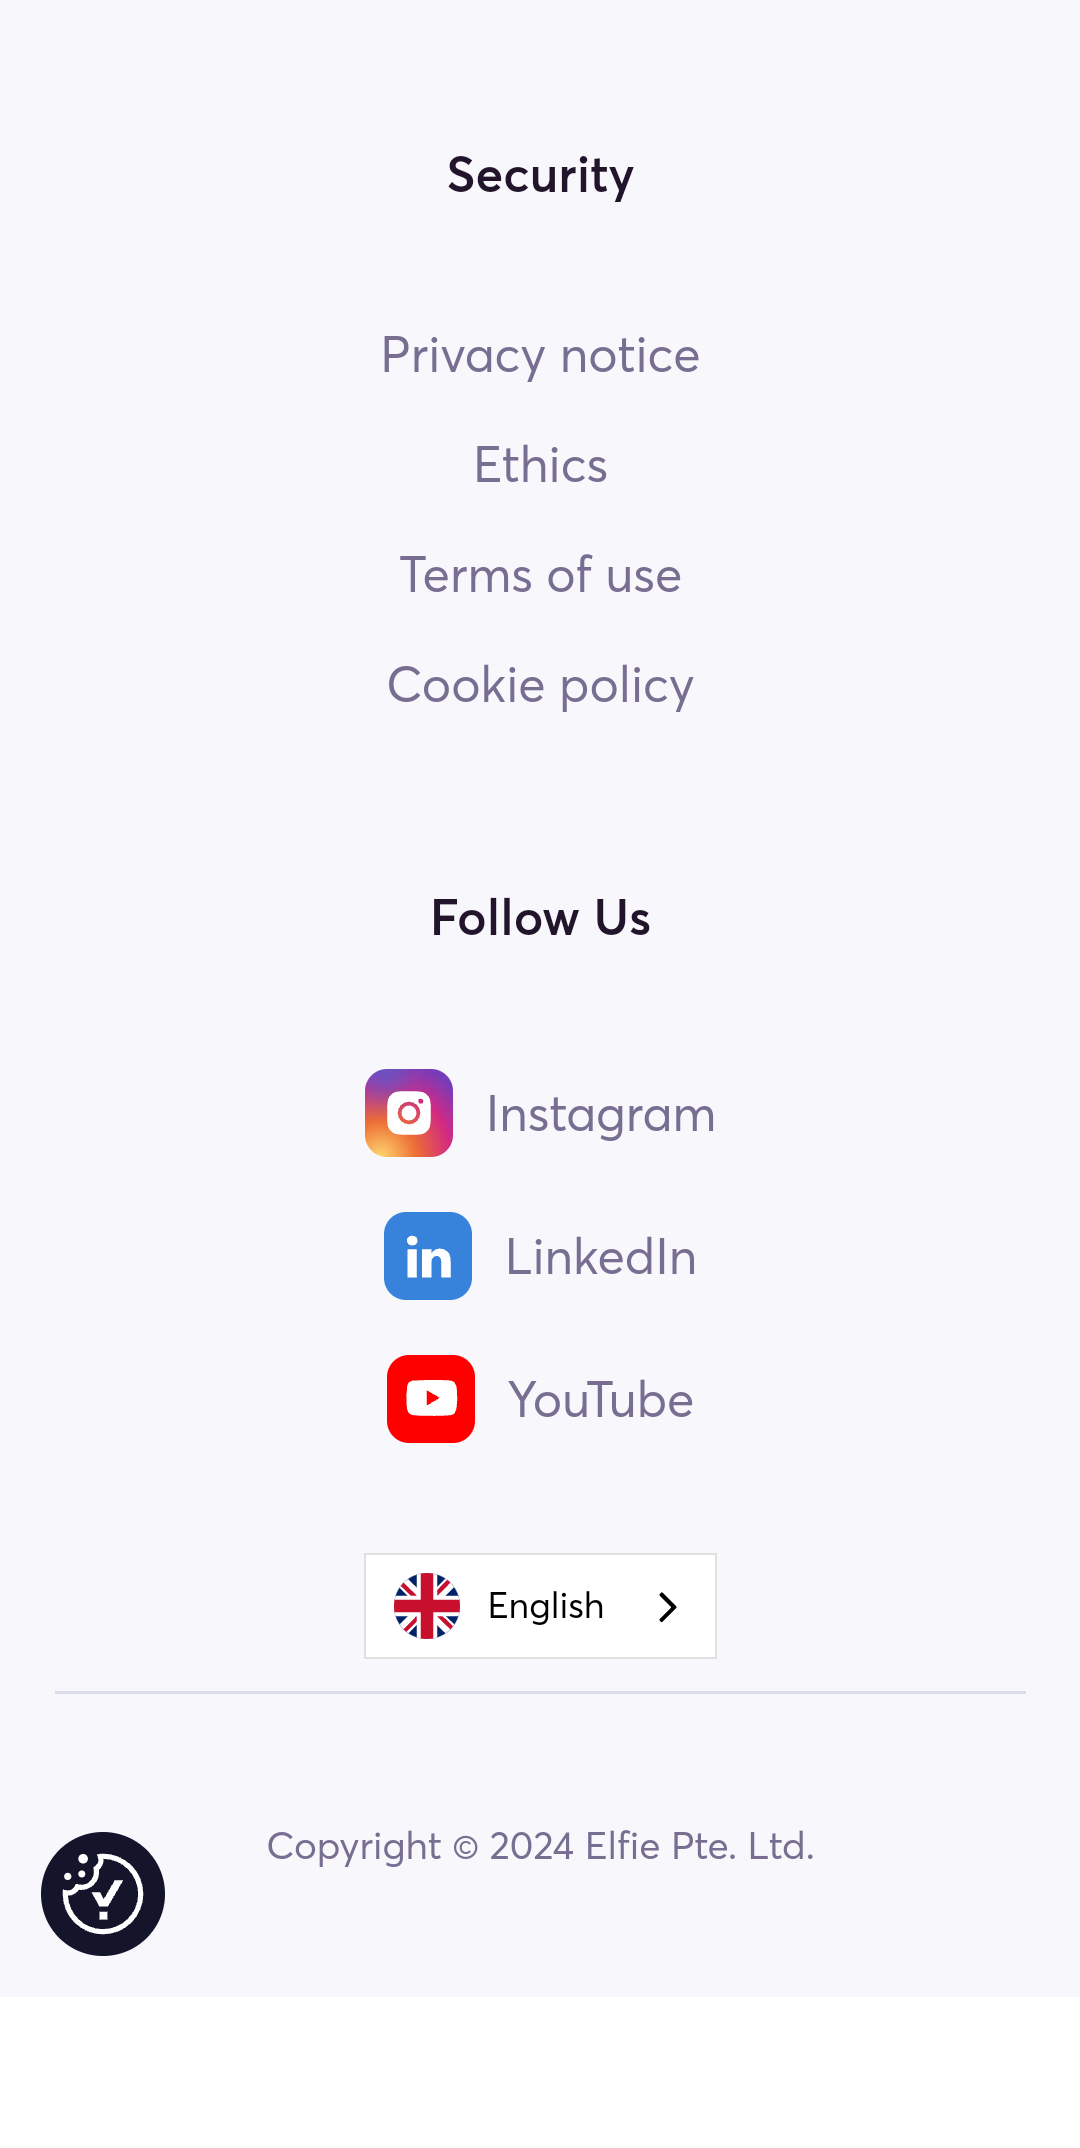 Security
Privacy notice
Ethics
Terms of use
Cookie policy
Follow Us
Instagram
LinkedIn
YouTube
English
Copyright © 2024 Elfie Pte. Ltd.